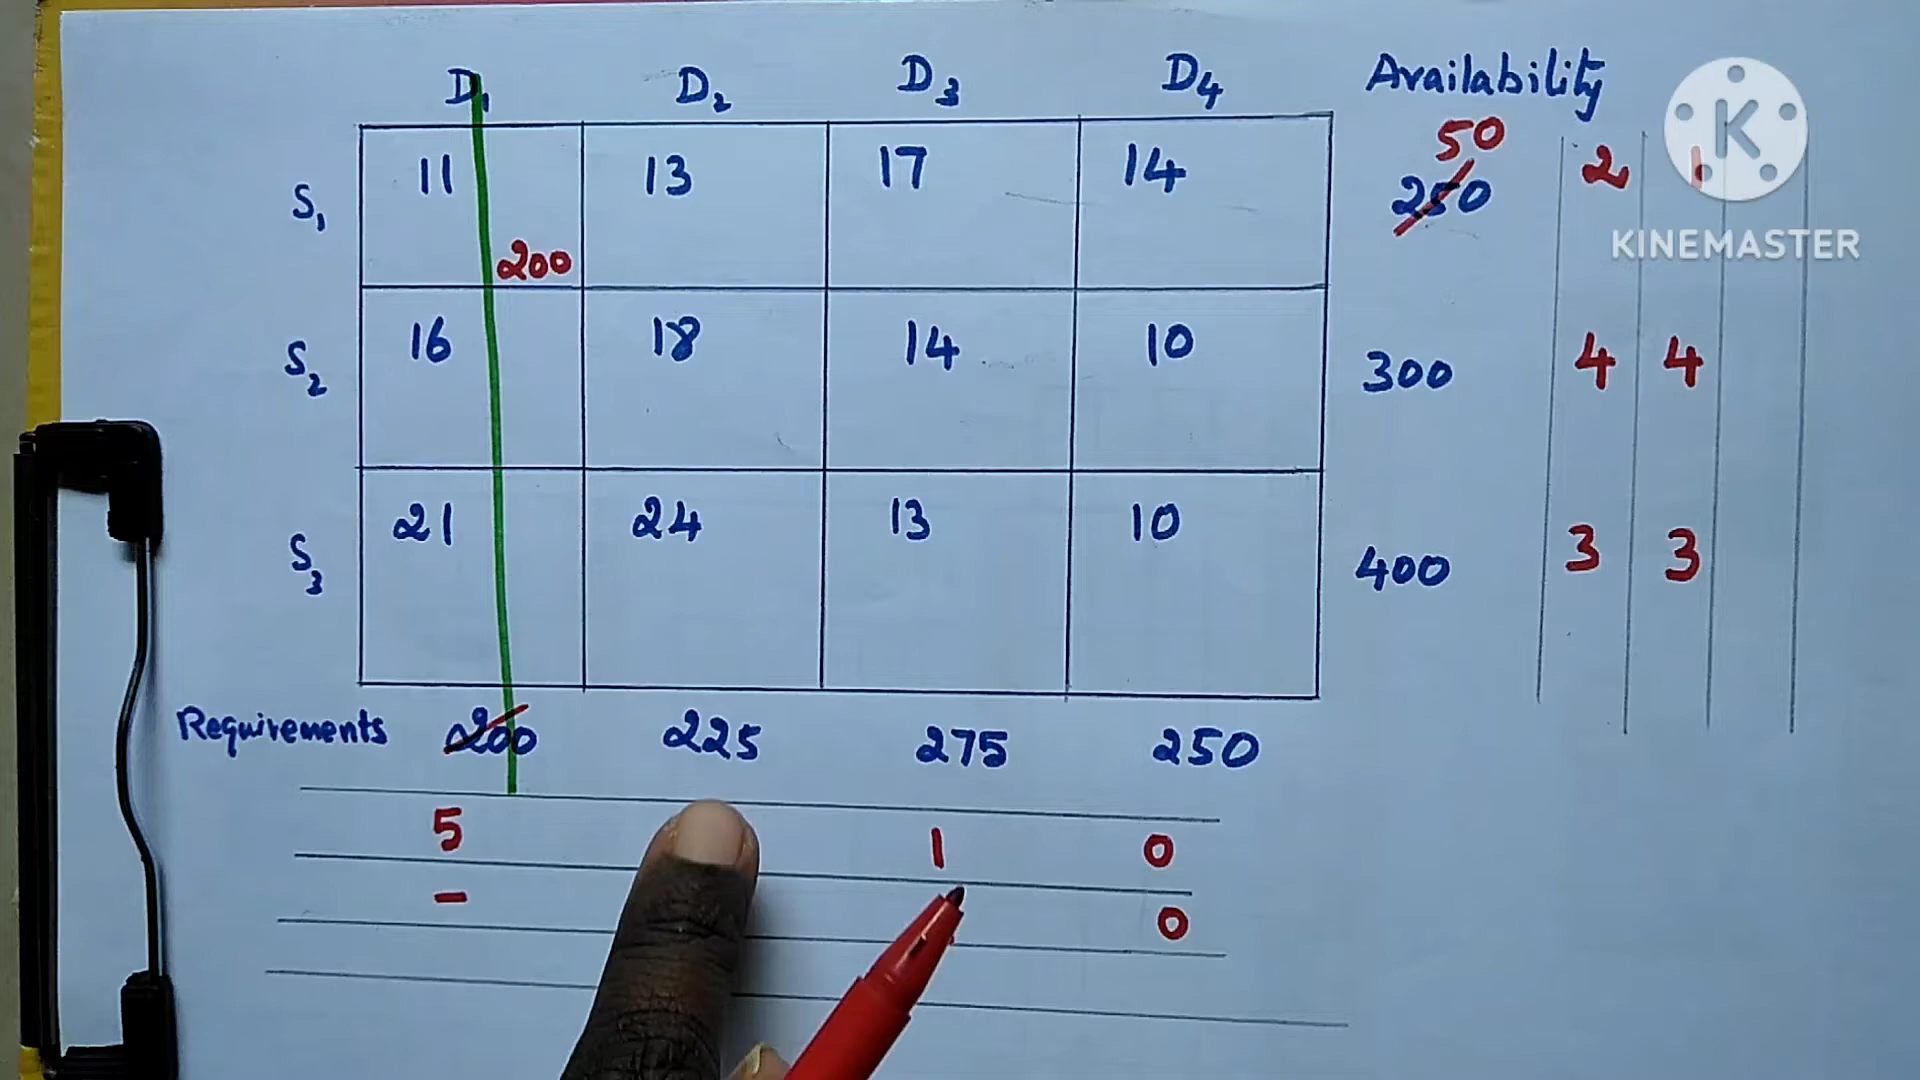 D1 D2 D3 D4 Availability
S1 11 13 17 14 50 2 1
200 250
S2 16 18 14 10 300 4 4
S3 21 24 13 10 400 3 3
Requirements 200 225 275 250
5 1 0
- 0
K
KINEMASTER